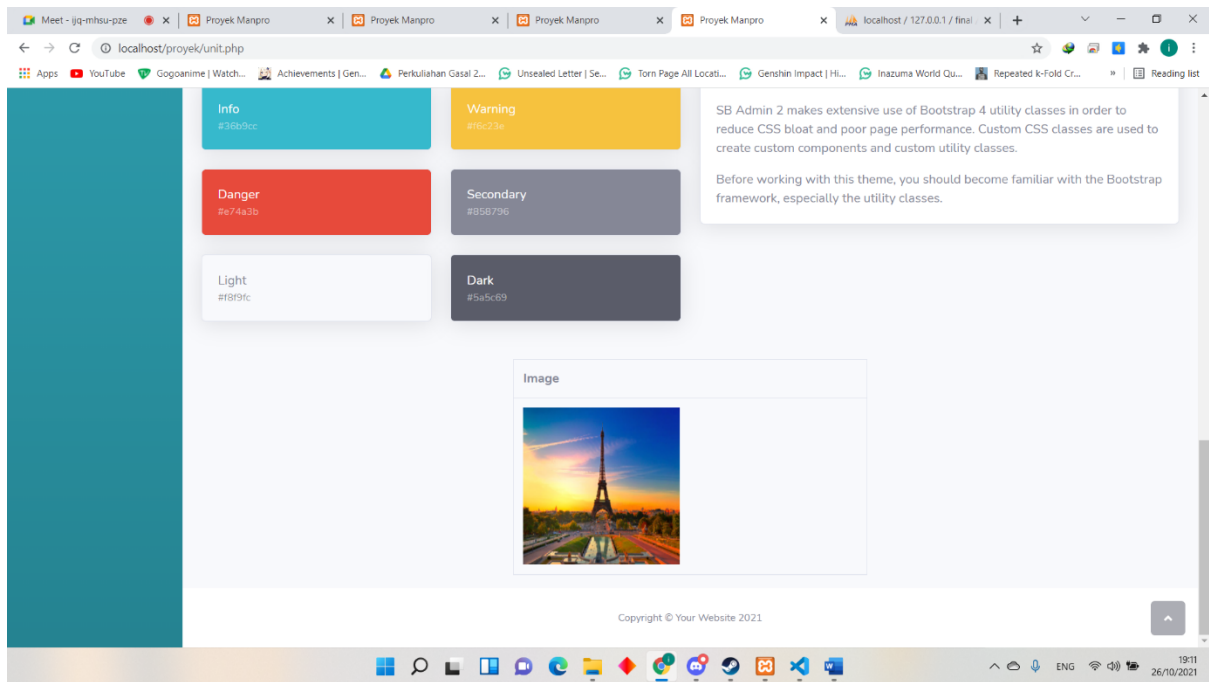 Meet - ijq-mhsu-pze
Proyek Manpro
Proyek Manpro
Proyek Manpro
Proyek Manpro
localhost / 127.0.0.1 / final
localhost/proyek/unit.php
Apps
YouTube
Gogoanime | Watch...
Achievements | Gen...
Perkuliahan Gasal 2...
Unsealed Letter | Se...
Torn Page All Locati...
Genshin Impact | Hi...
Inazuma World Qu...
Repeated k-Fold Cr...
»
Reading list
Info
#36b9cc
Warning
#f6c23e
SB Admin 2 makes extensive use of Bootstrap 4 utility classes in order to
reduce CSS bloat and poor page performance. Custom CSS classes are used to
create custom components and custom utility classes.
Before working with this theme, you should become familiar with the Bootstrap
framework, especially the utility classes.
Danger
#e74a3b
Secondary
#858796
Light
#f8f9fc
Dark
#5a5c69
Image
Copyright © Your Website 2021
ENG
19:11
26/10/2021